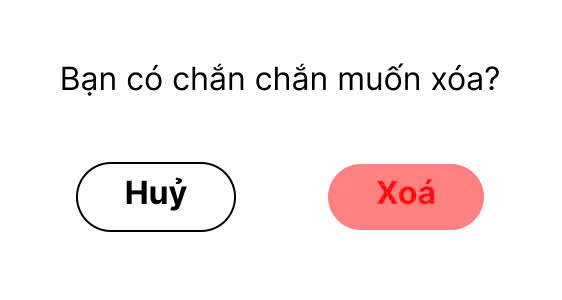 Bạn có chắn chắn muốn xóa?
Huỷ
Xoá